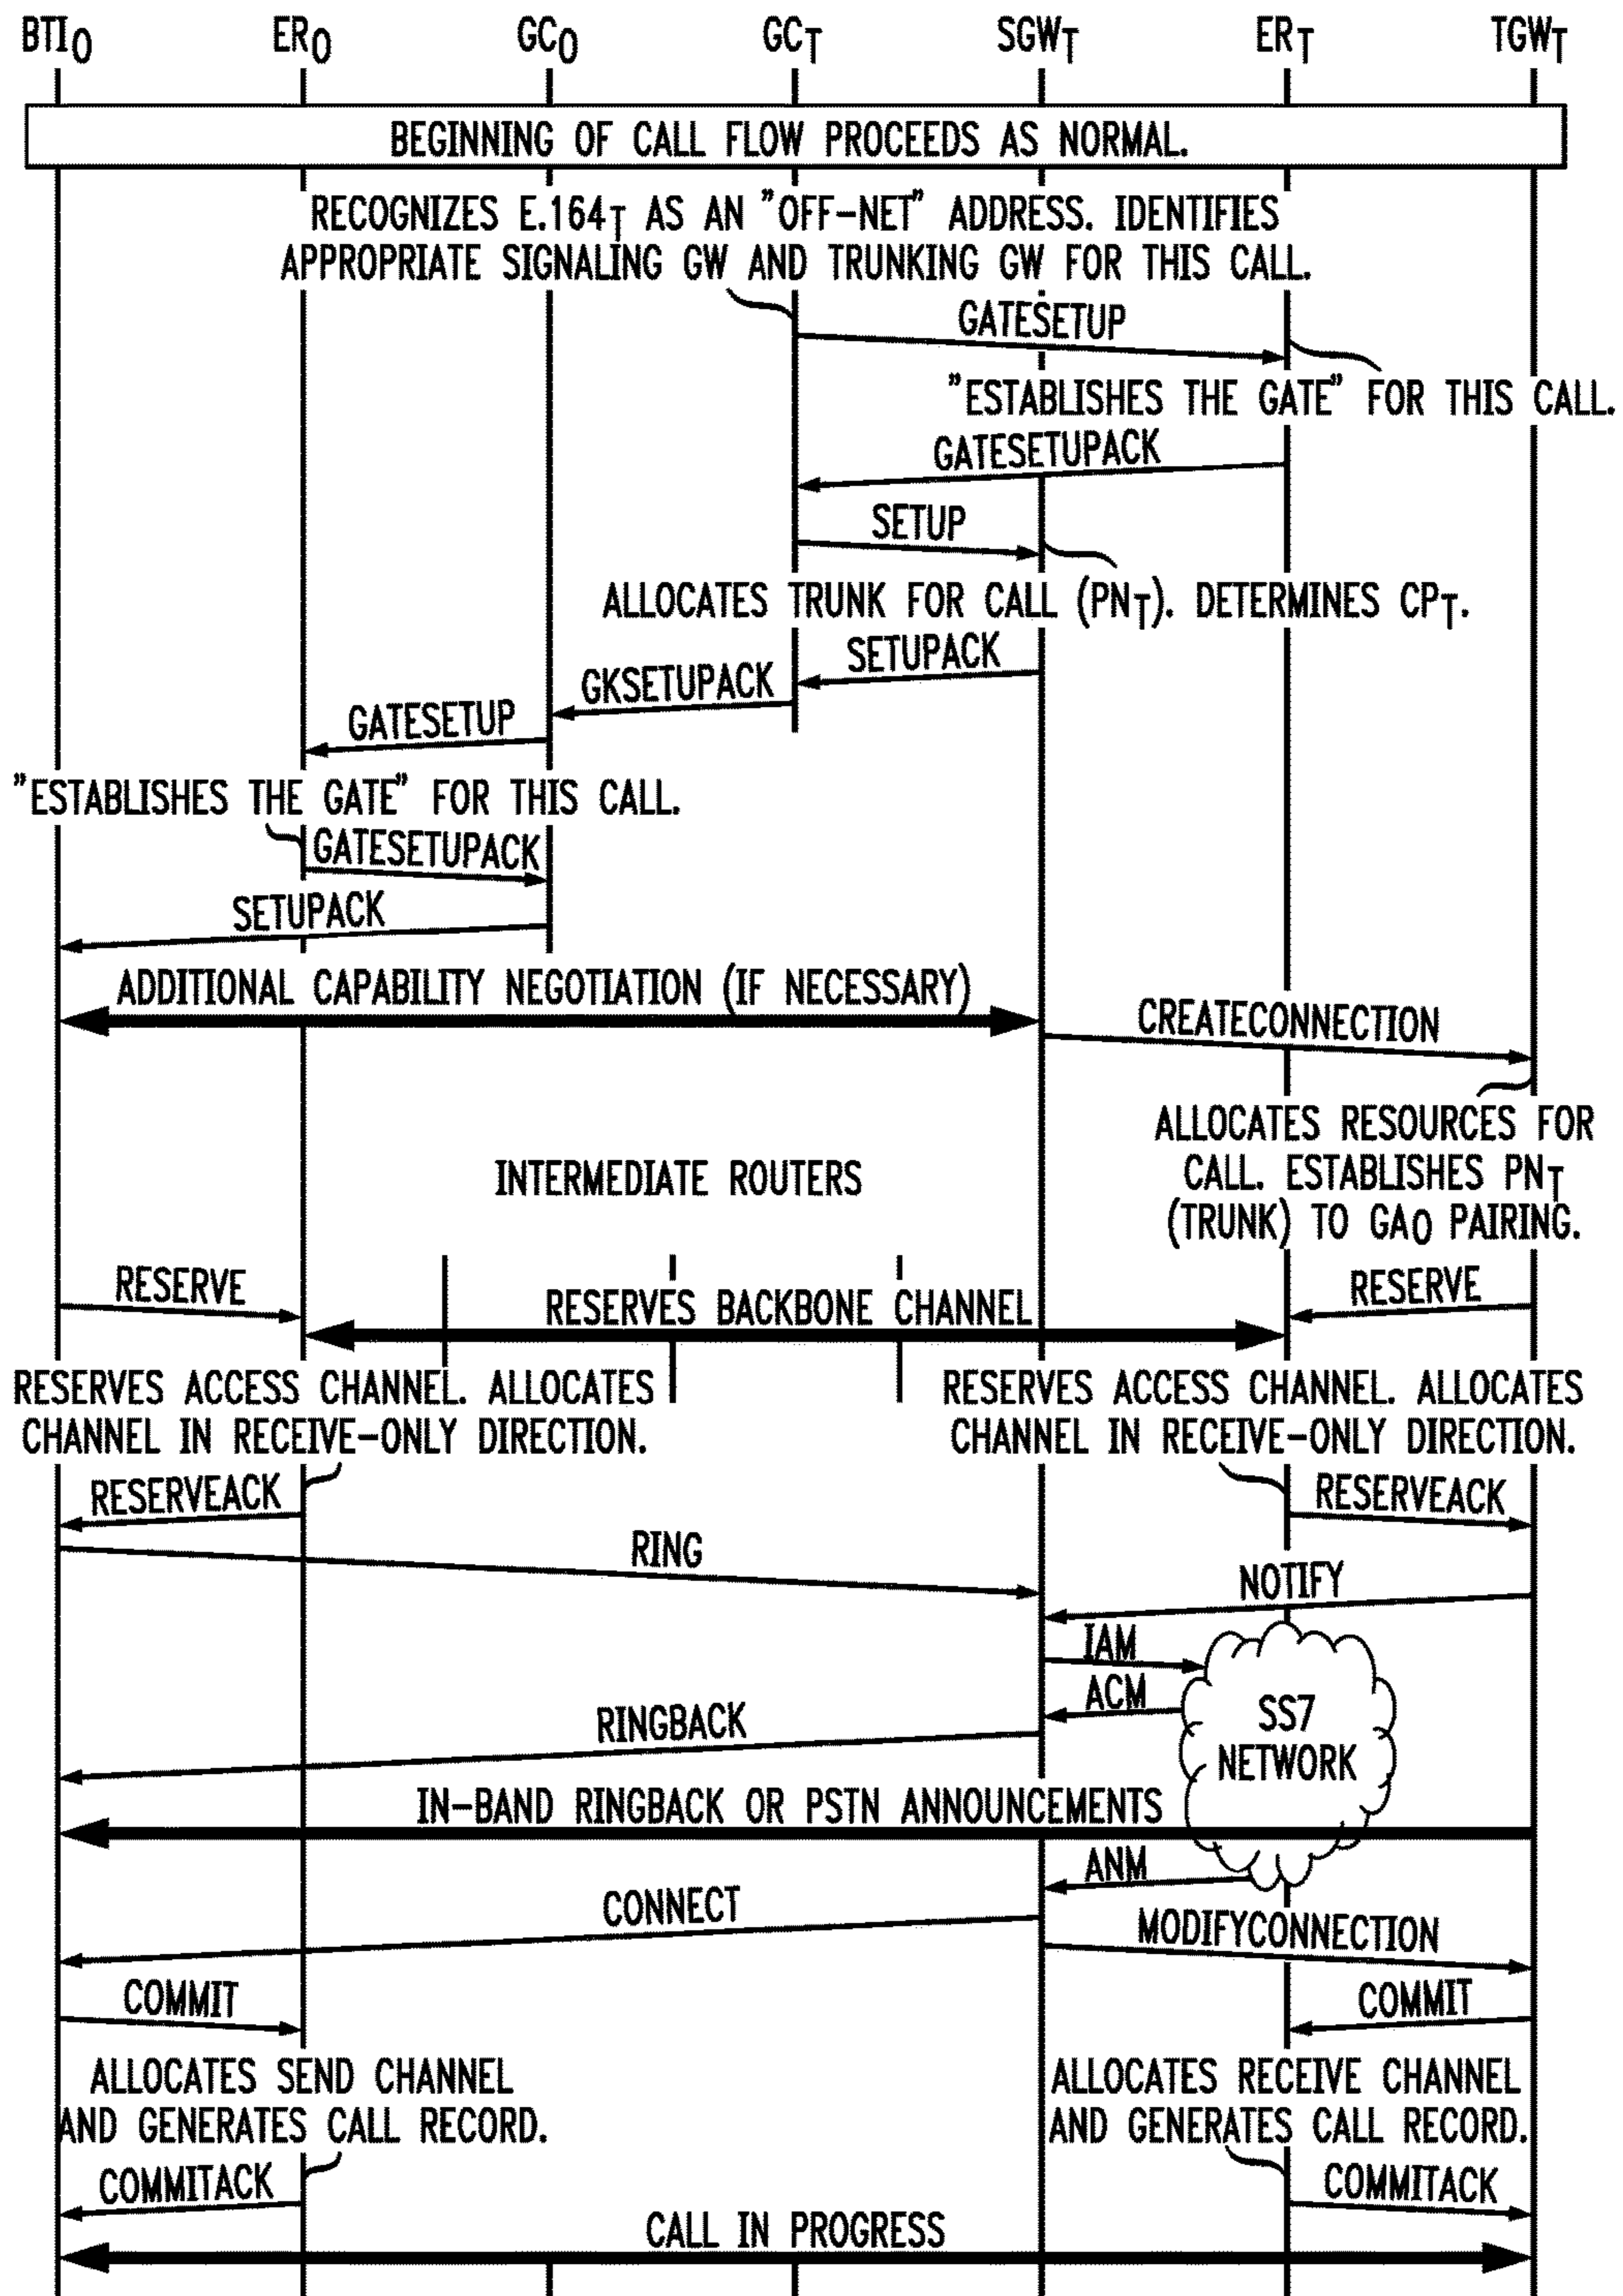 BTIO ERO GCO GCT SGWT ERT TGWT
BEGINNING OF CALL FLOW PROCEEDS AS NORMAL.
RECOGNIZES E.164T AS AN "OFF-NET" ADDRESS. IDENTIFIES
APPROPRIATE SIGNALING GW AND TRUNKING GW FOR THIS CALL.
GATESETUP
"ESTABLISHES THE GATE" FOR THIS CALL.
GATESETUPACK
SETUP
ALLOCATES TRUNK FOR CALL (PNT). DETERMINES CPT.
SETUPACK
GKSETUPACK
GATESETUP
"ESTABLISHES THE GATE" FOR THIS CALL.
GATESETUPACK
SETUPACK
ADDITIONAL CAPABILITY NEGOTIATION (IF NECESSARY)
CREATECONNECTION
ALLOCATES RESOURCES FOR
CALL. ESTABLISHES PNT
(TRUNK) TO GAO PAIRING.
INTERMEDIATE ROUTERS
RESERVE
RESERVES BACKBONE CHANNEL
RESERVE
RESERVES ACCESS CHANNEL. ALLOCATES
CHANNEL IN RECEIVE-ONLY DIRECTION.
RESERVES ACCESS CHANNEL. ALLOCATES
CHANNEL IN RECEIVE-ONLY DIRECTION.
RESERVEACK
RESERVEACK
RING
NOTIFY
IAM
ACM
SS7
NETWORK
RINGBACK
IN-BAND RINGBACK OR PSTN ANNOUNCEMENTS
ANM
CONNECT
MODIFYCONNECTION
COMMIT
COMMIT
ALLOCATES SEND CHANNEL
AND GENERATES CALL RECORD.
ALLOCATES RECEIVE CHANNEL
AND GENERATES CALL RECORD.
COMMITACK
COMMITACK
CALL IN PROGRESS